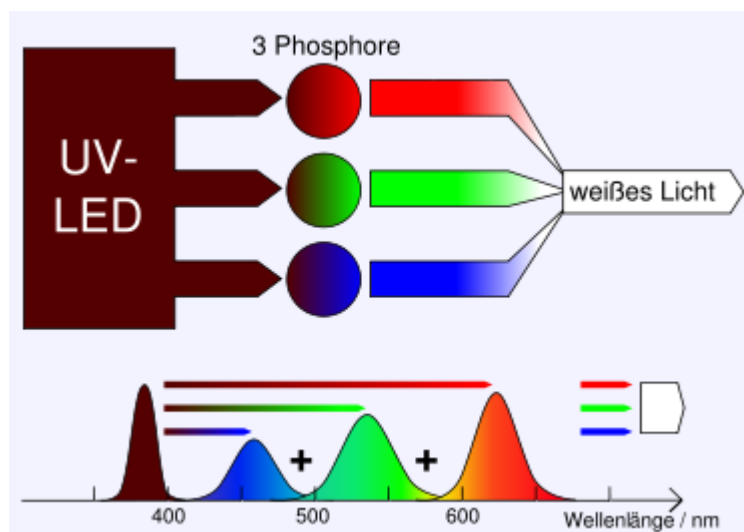 3 Phosphore
UV-
LED
weißes Licht
+ +
400 500 600 Wellenlänge / nm